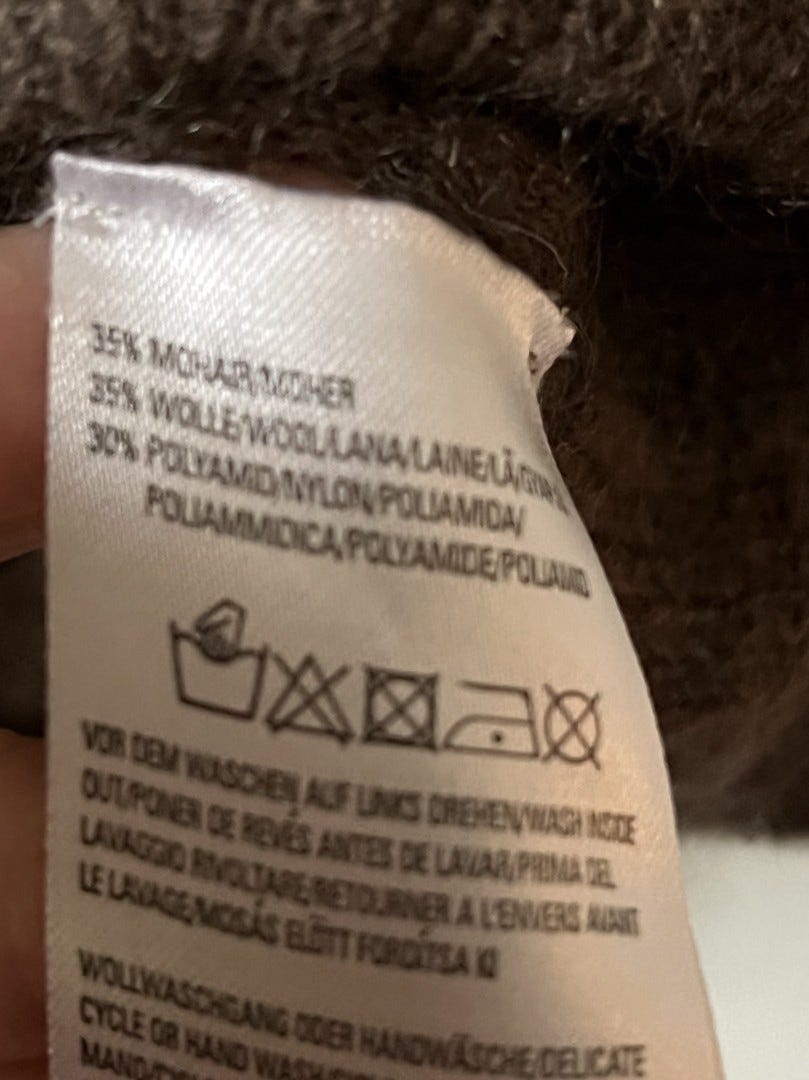 35% MOHAIR/MOHER
35% WOLLE/WOOL/LANA/LAINE/LÃ/GYAPJÚ
30% POLYAMID/NYLON/POLIAMIDA/
POLIAMMIDICA/POLYAMIDE/POLIAMID
VOR DEM WASCHEN AUF LINKS DREHEN/WASH INSIDE
OUT/PONER DE REVÉS ANTES DE LAVAR/PRIMA DEL
LAVAGGIO RIVOLTARE/RETOURNER A L'ENVERS AVANT
LE LAVAGE/MOSÁS ELŐTT FORDÍTSA KI
WOLLWASCHGANG ODER HANDWÄSCHE/DELICATE
CYCLE OR HAND WASH/
MANO/